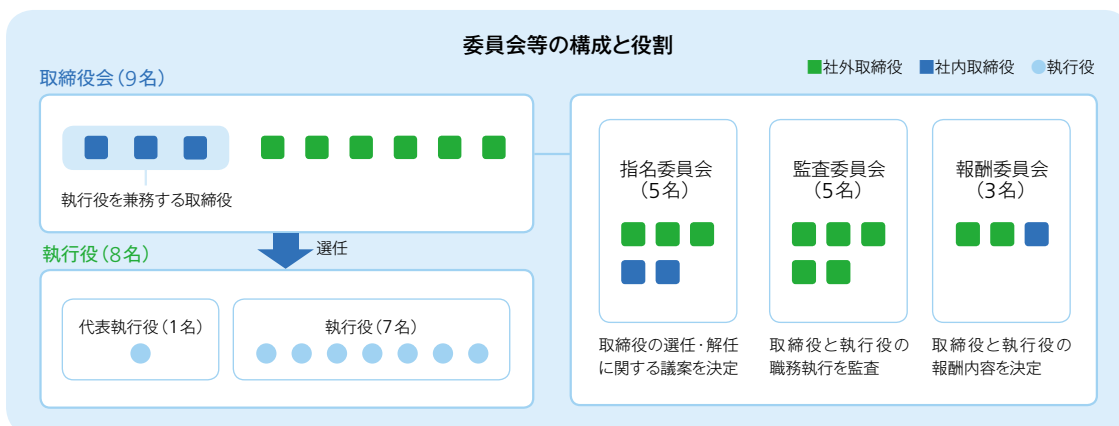 委員会等の構成と役割
■社外取締役 ■社内取締役 ●執行役
取締役会(9名)
執行役を兼務する取締役
選任
執行役(8名)
代表執行役(1名)
執行役(7名)
指名委員会
(5名)
取締役の選任・解任
に関する議案を決定
監査委員会
(5名)
取締役と執行役の
職務執行を監査
報酬委員会
(3名)
取締役と執行役の
報酬内容を決定